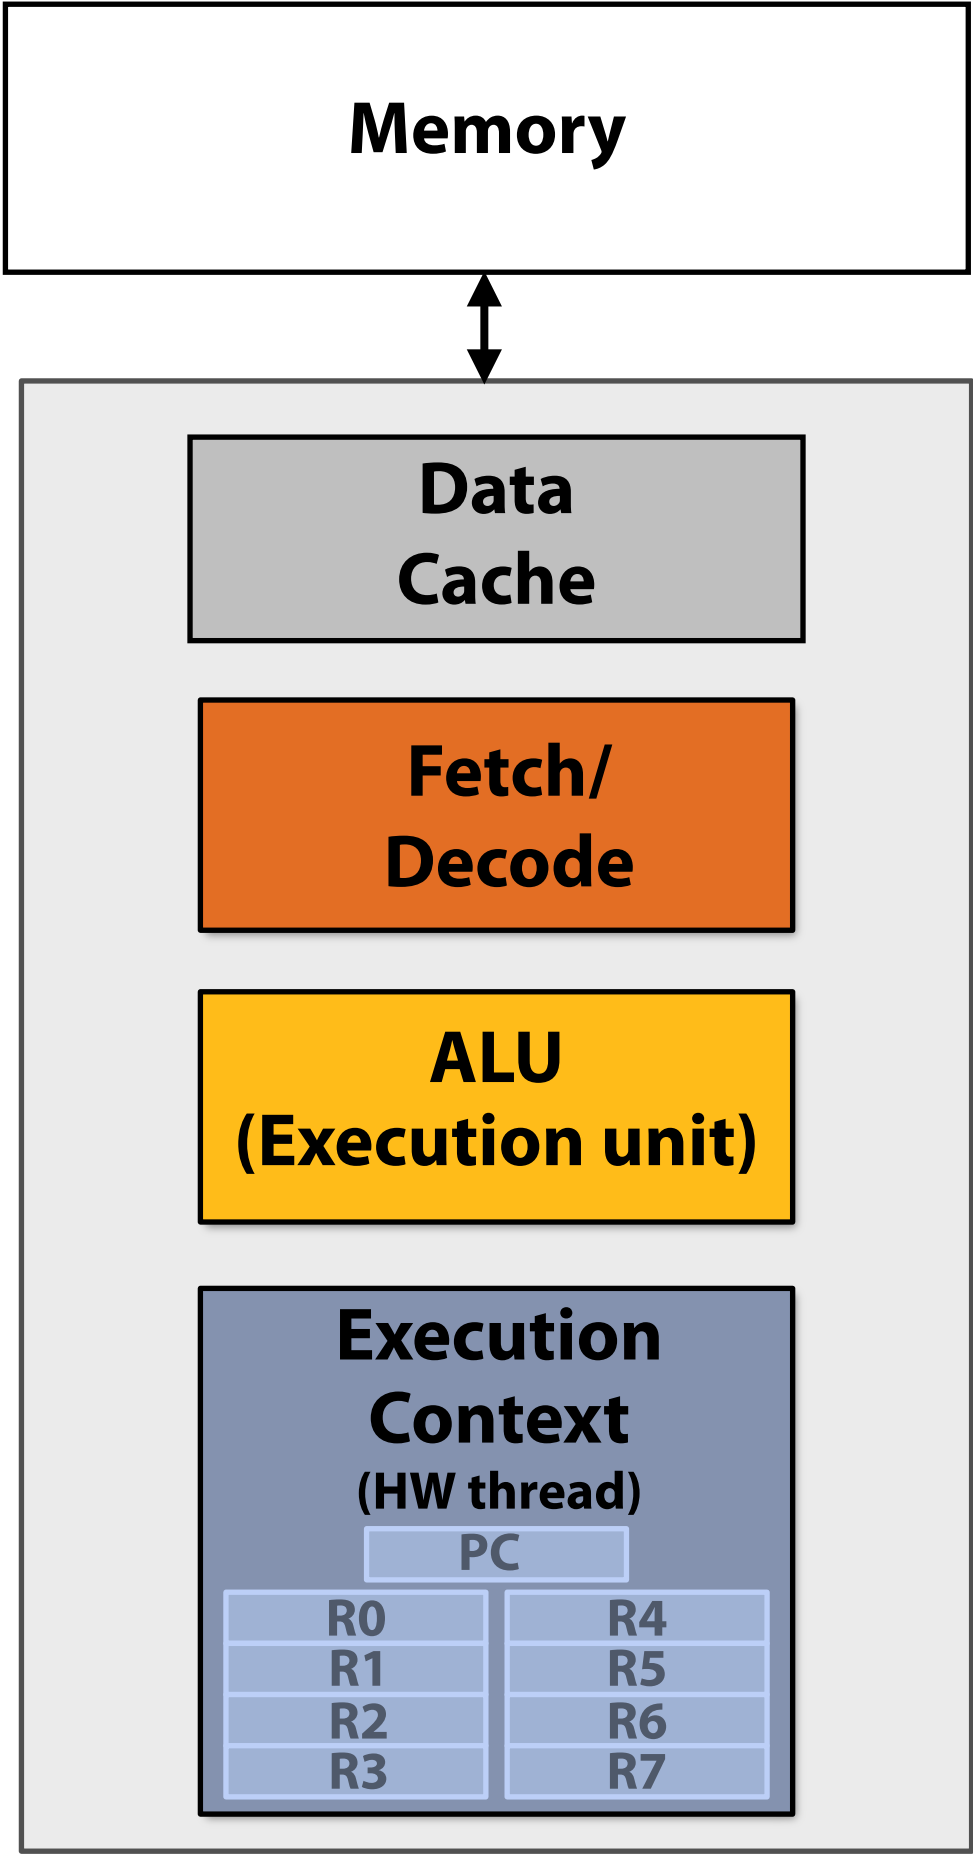 Memory
Data
Cache
Fetch/
Decode
ALU
(Execution unit)
Execution
Context
(HW thread)
PC
R0
R1
R2
R3
R4
R5
R6
R7